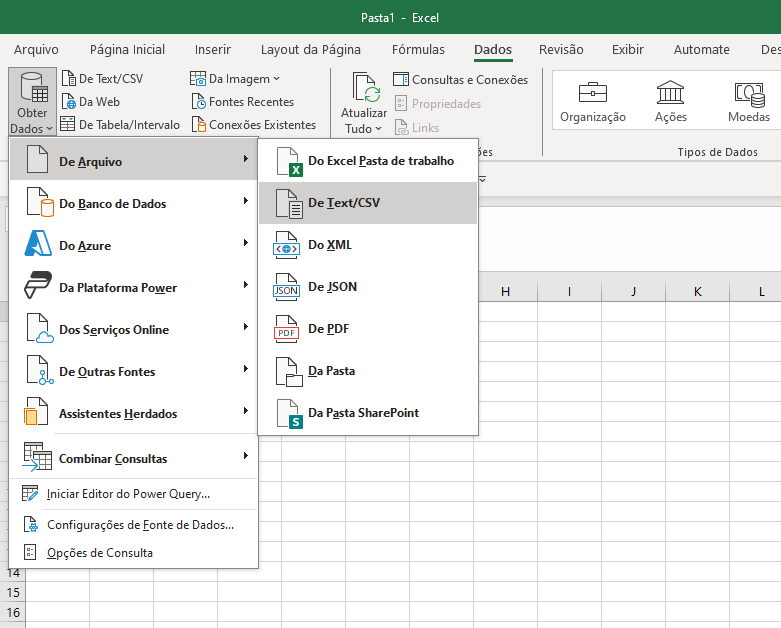 Pasta1 - Excel
Arquivo Página Inicial Inserir Layout da Página Fórmulas Dados Revisão Exibir Automate Des
Obter Dados
De Text/CSV
Da Web
De Tabela/Intervalo
Da Imagem
Fontes Recentes
Conexões Existentes
Atualizar Tudo
Consultas e Conexões
Propriedades
Links
ões
Organização Ações Moedas
Tipos de Dados
De Arquivo
Do Banco de Dados
Do Azure
Da Plataforma Power
Dos Serviços Online
De Outras Fontes
Assistentes Herdados
Combinar Consultas
Iniciar Editor do Power Query...
Configurações de Fonte de Dados...
Opções de Consulta
Do Excel Pasta de trabalho
De Text/CSV
Do XML
JSON De JSON
PDF De PDF
Da Pasta
Da Pasta SharePoint
H I J K L
14
15
16